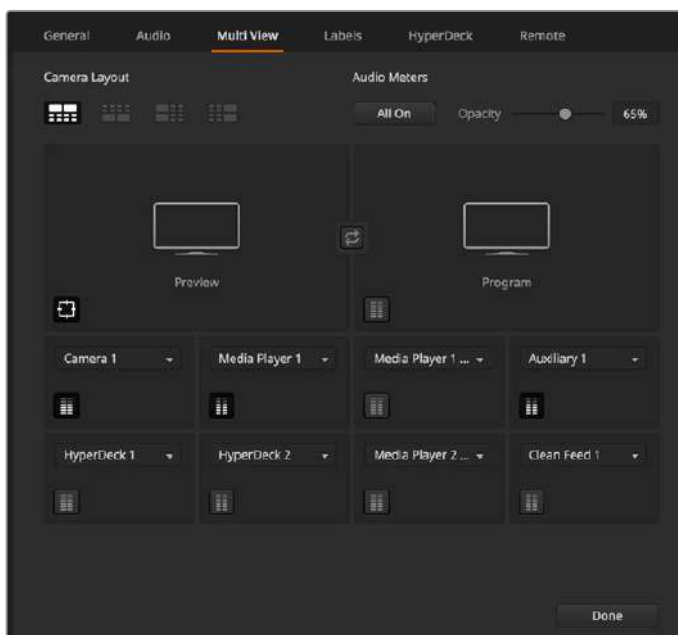 General Audio Multi View Labels HyperDeck Remote
Camera Layout Audio Meters
All On Opacity 65%
Preview Program
Camera 1 Media Player 1 Media Player 1 ... Auxiliary 1
HyperDeck 1 HyperDeck 2 Media Player 2 ... Clean Feed 1
Done